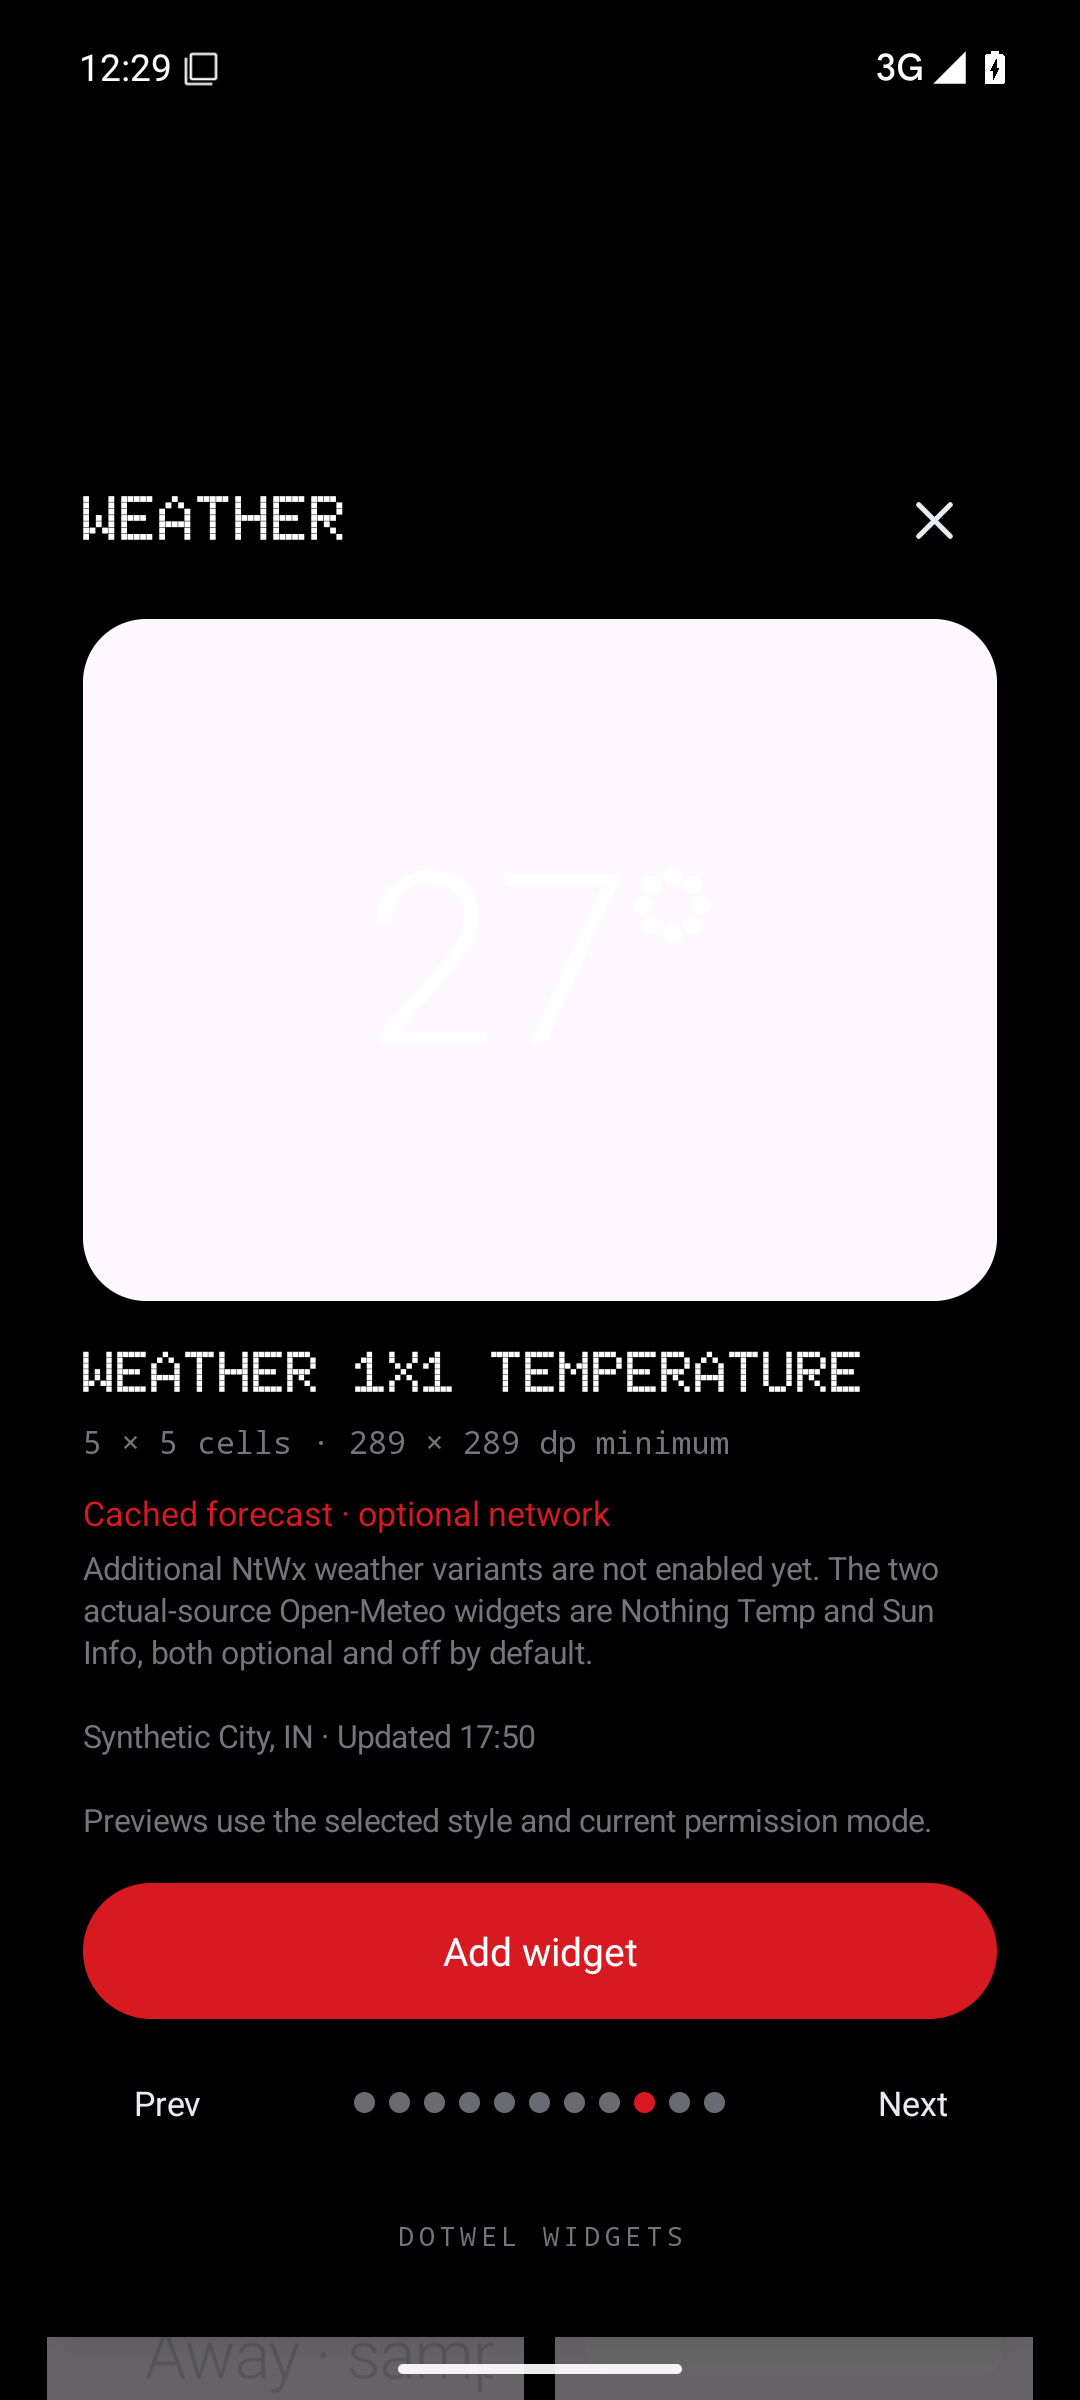 12:29
3G
WEATHER
27°
WEATHER 1X1 TEMPERATURE
5 × 5 cells · 289 × 289 dp minimum
Cached forecast · optional network
Additional NtWx weather variants are not enabled yet. The two
actual-source Open-Meteo widgets are Nothing Temp and Sun
Info, both optional and off by default.
Synthetic City, IN · Updated 17:50
Previews use the selected style and current permission mode.
Add widget
Prev
Next
DOTWEL WIDGETS
Away ·